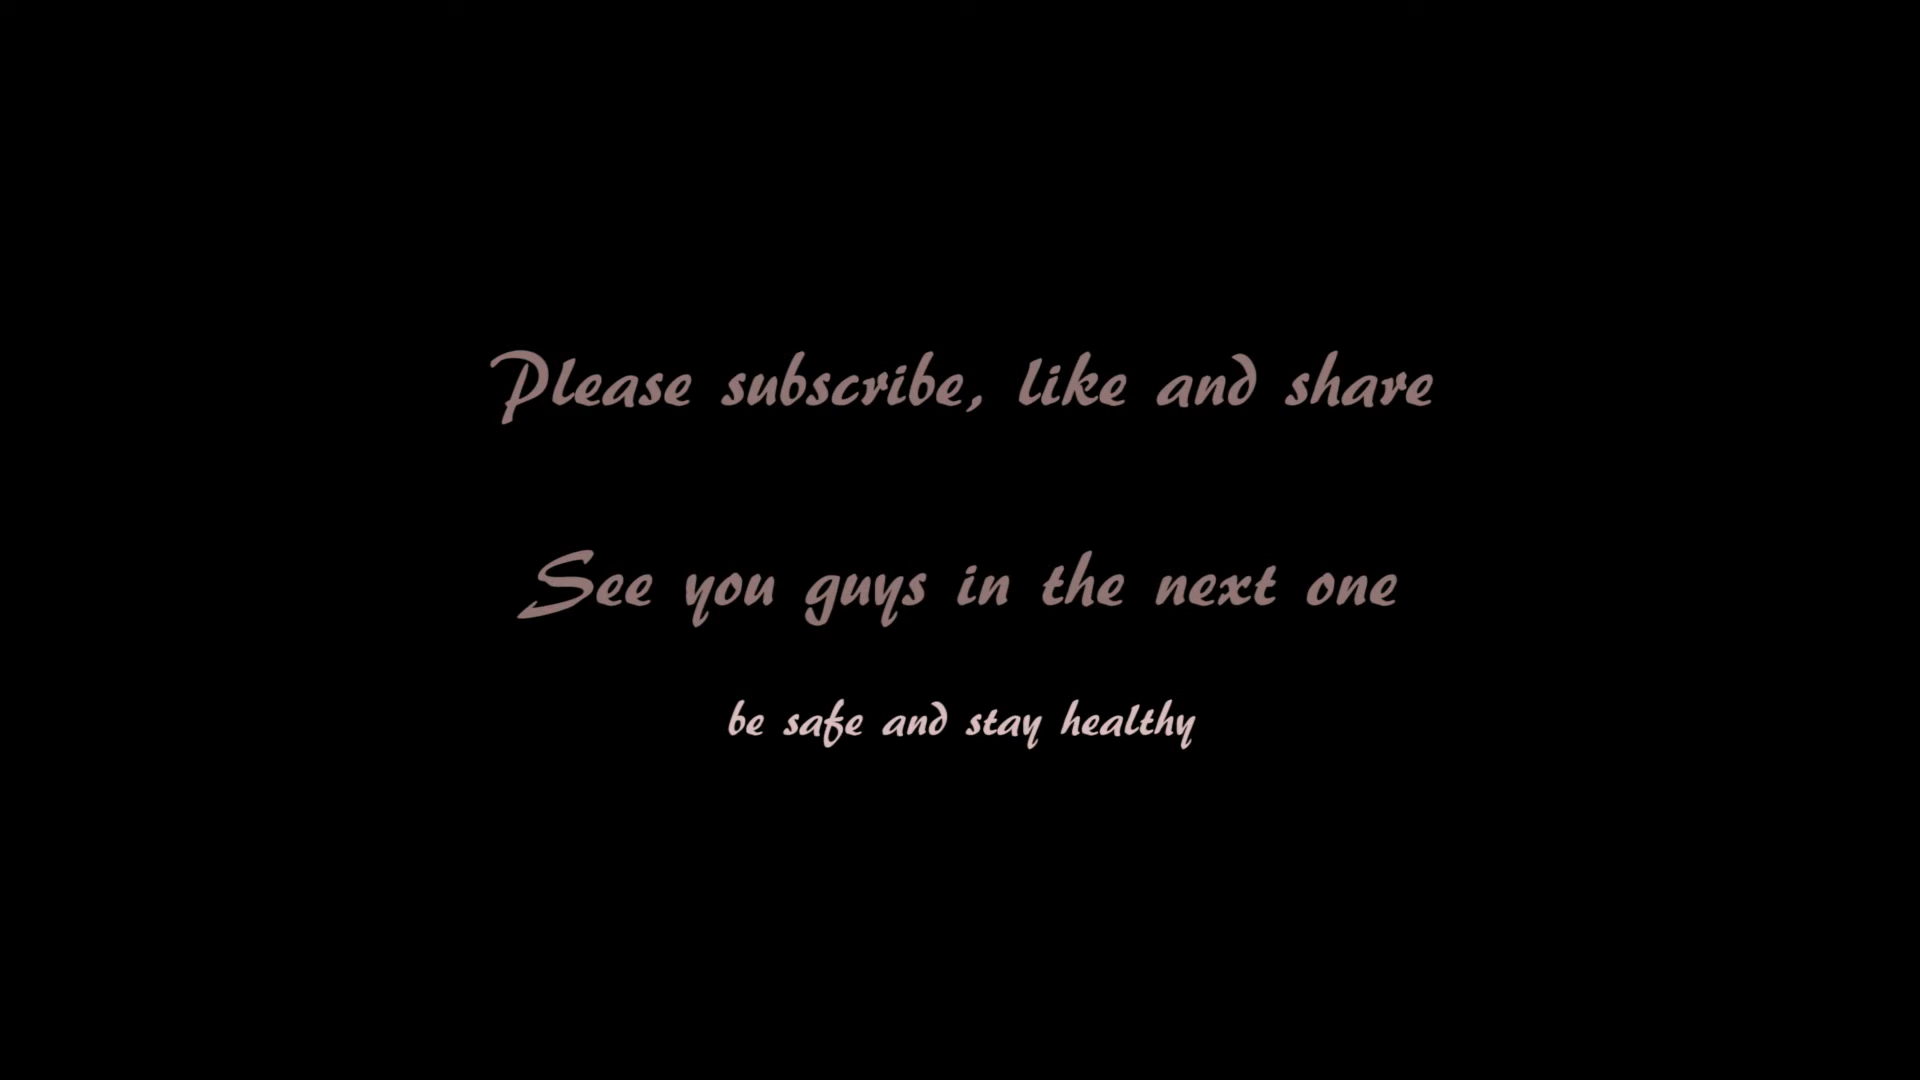 Please subscribe, like and share
See you guys in the next one
be safe and stay healthy